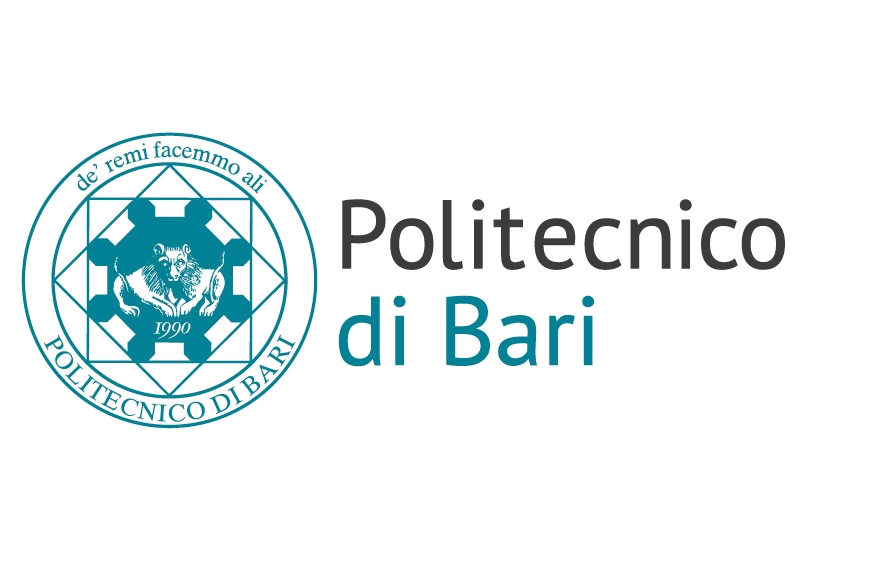 de' remi facemmo ali
1990
POLITECNICO DI BARI
Politecnico
di Bari